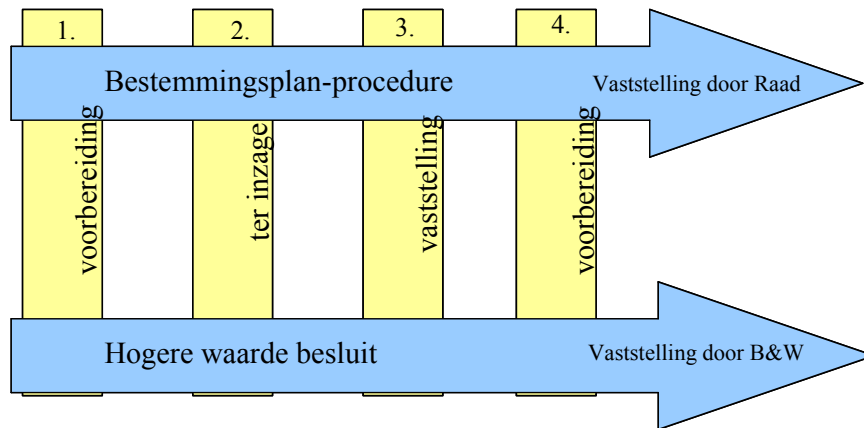 1.
2.
3.
4.
Bestemmingsplan-procedure
Vaststelling door Raad
voorbereiding
ter inzage
vaststelling
voorbereiding
Hogere waarde besluit
Vaststelling door B&W